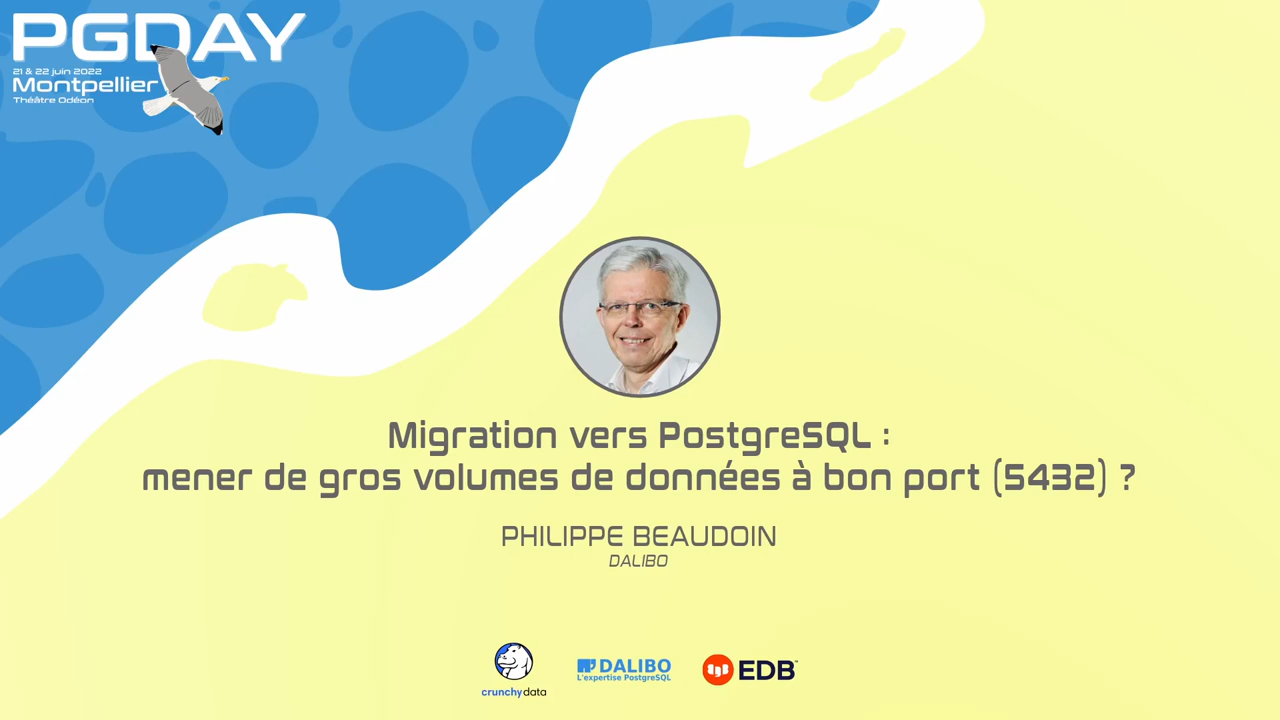 PGDAY
21 & 22 juin 2022
Montpellier
Théâtre Odéon
Migration vers PostgreSQL :
mener de gros volumes de données à bon port (5432) ?
PHILIPPE BEAUDOIN
DALIBO
crunchydata
DALIBO
L'expertise PostgreSQL
EDB™